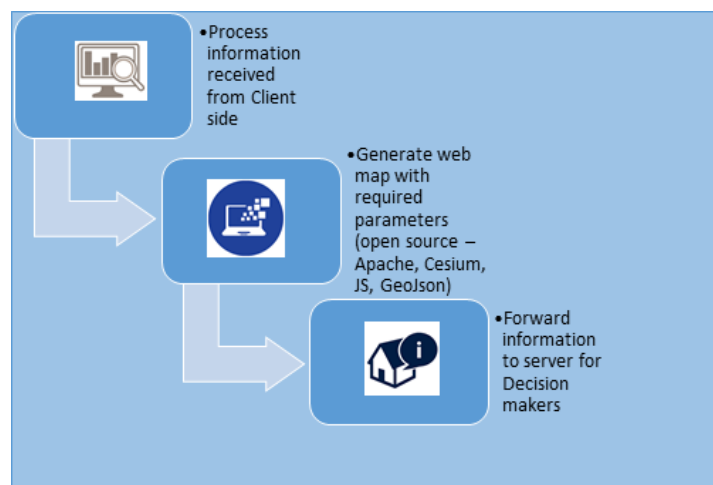 •Process
information
received
from Client
side
•Generate web
map with
required
parameters
(open source –
Apache, Cesium,
JS, GeoJson)
•Forward
information
to server for
Decision
makers